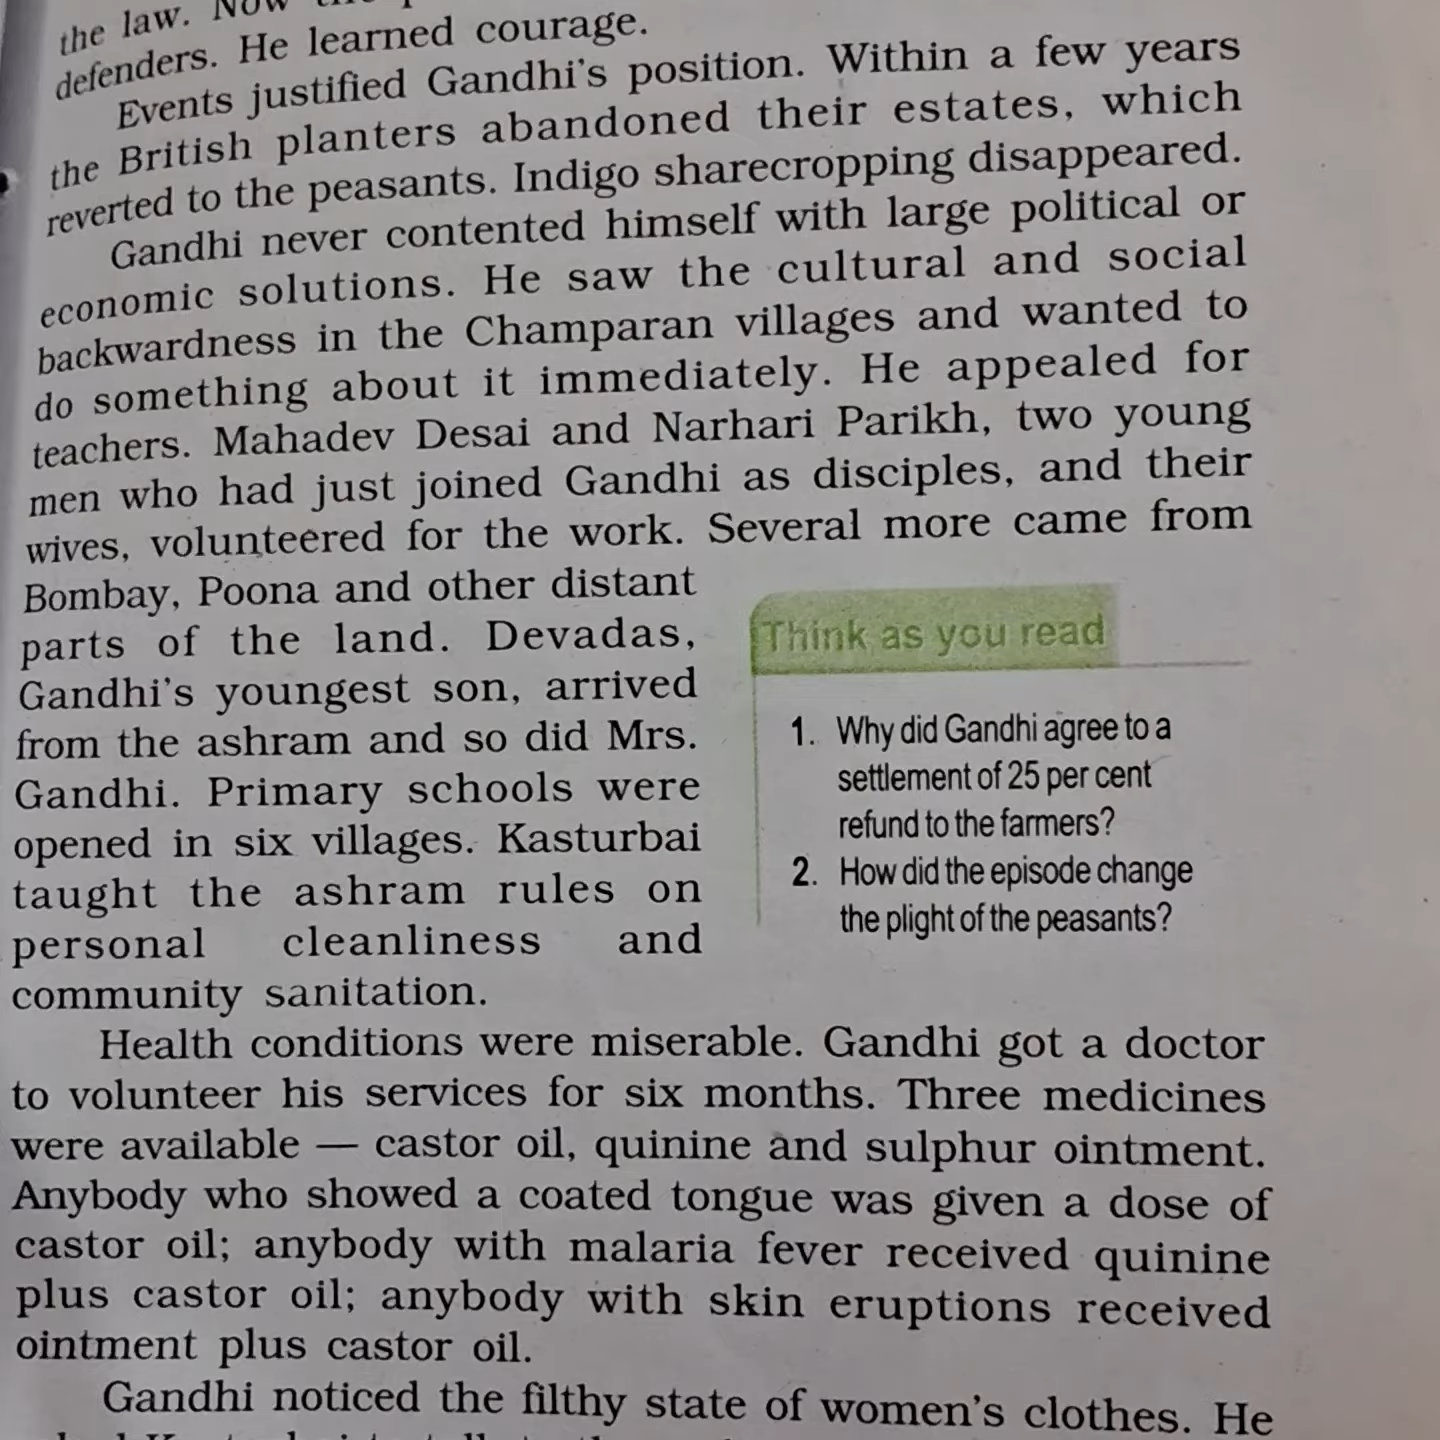 the law. Now the
defenders. He learned courage.
Events justified Gandhi's position. Within a few years
the British planters abandoned their estates, which
reverted to the peasants. Indigo sharecropping disappeared.
Gandhi never contented himself with large political or
economic solutions. He saw the cultural and social
backwardness in the Champaran villages and wanted to
do something about it immediately. He appealed for
teachers. Mahadev Desai and Narhari Parikh, two young
men who had just joined Gandhi as disciples, and their
wives, volunteered for the work. Several more came from
Bombay, Poona and other distant
parts of the land. Devadas,
Gandhi's youngest son, arrived
from the ashram and so did Mrs.
Gandhi. Primary schools were
opened in six villages. Kasturbai
taught the ashram rules on
personal cleanliness and
community sanitation.
Think as you read
1. Why did Gandhi agree to a
settlement of 25 per cent
refund to the farmers?
2. How did the episode change
the plight of the peasants?
Health conditions were miserable. Gandhi got a doctor
to volunteer his services for six months. Three medicines
were available — castor oil, quinine and sulphur ointment.
Anybody who showed a coated tongue was given a dose of
castor oil; anybody with malaria fever received quinine
plus castor oil; anybody with skin eruptions received
ointment plus castor oil.
Gandhi noticed the filthy state of women's clothes. He